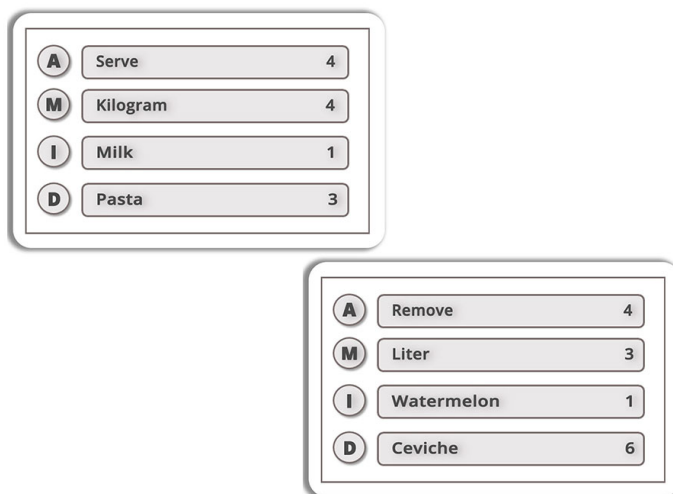 A Serve 4
M Kilogram 4
I Milk 1
D Pasta 3
A Remove 4
M Liter 3
I Watermelon 1
D Ceviche 6